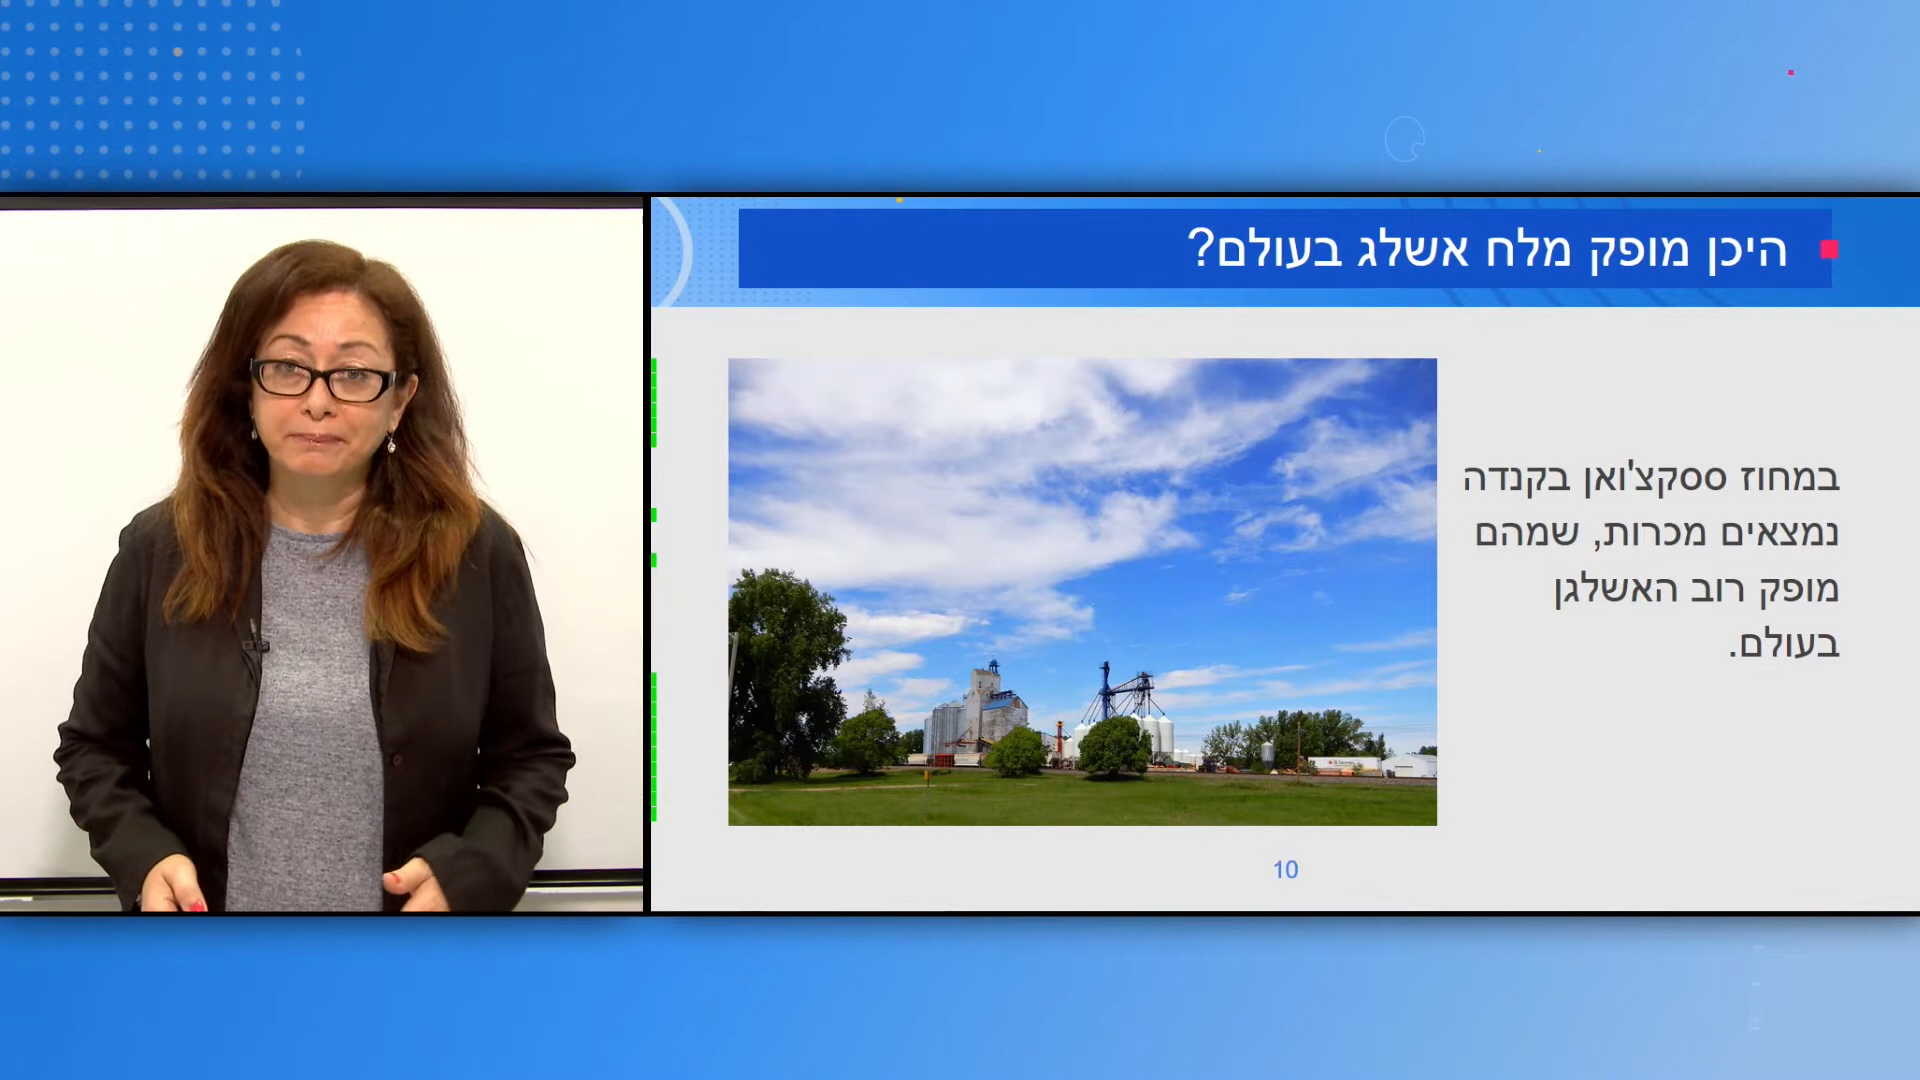 היכן מופק מלח אשלג בעולם?
במחוז ססקצ'ואן בקנדה
נמצאים מכרות, שמהם
מופק רוב האשלגן
בעולם.
10